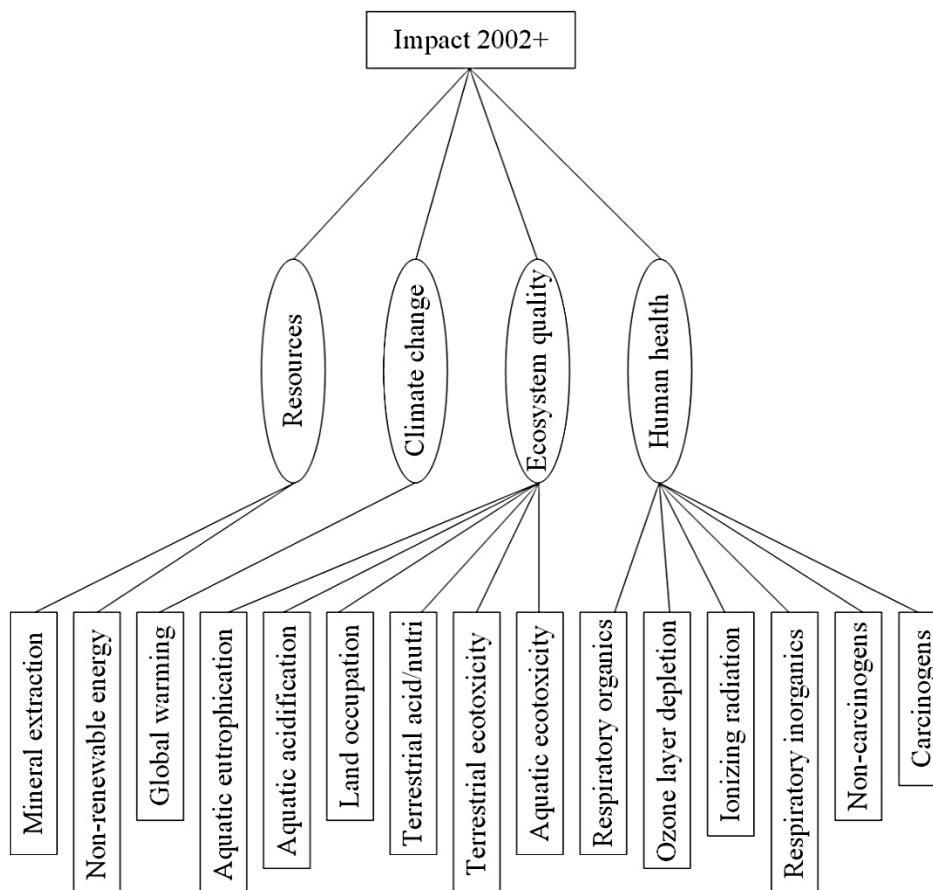 Impact 2002+
Resources
Climate change
Ecosystem quality
Human health
Mineral extraction
Non-renewable energy
Global warning
Aquatic eutrophication
Aquatic acidification
Land occupation
Terrestrial acid/nutri
Terrestrial ecotoxicity
Aquatic ecotoxicity
Respiratory organics
Ozone layer depletion
Ionizing radiation
Respiratory inorganics
Non-carcinogens
Carcinogens